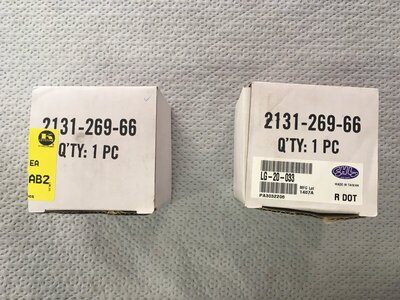 2131-269-66
Q'TY: 1 PC
EA
AB2
2131-269-66
Q'TY: 1 PC
LG-20-033
MFG Lot
1407A
PA3032206
MADE IN TAIWAN
R DOT